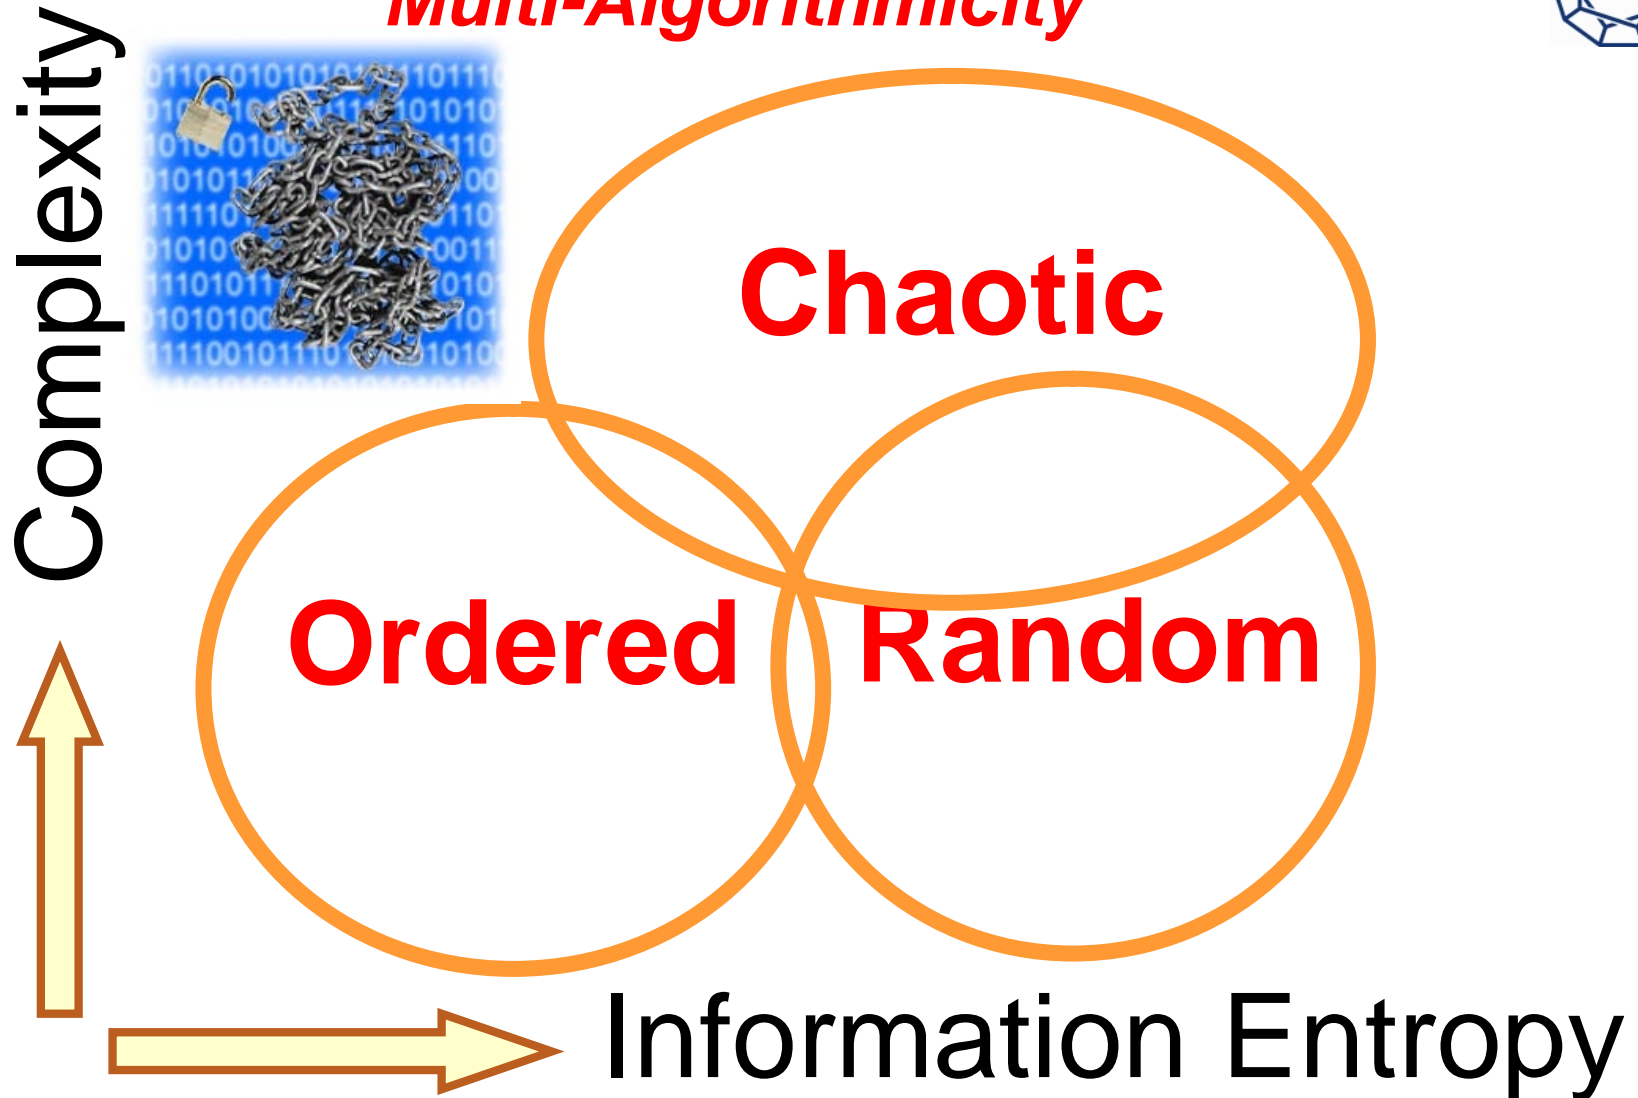 Multi-Algorithmicity
Complexity
Chaotic
Ordered
Random
Information Entropy